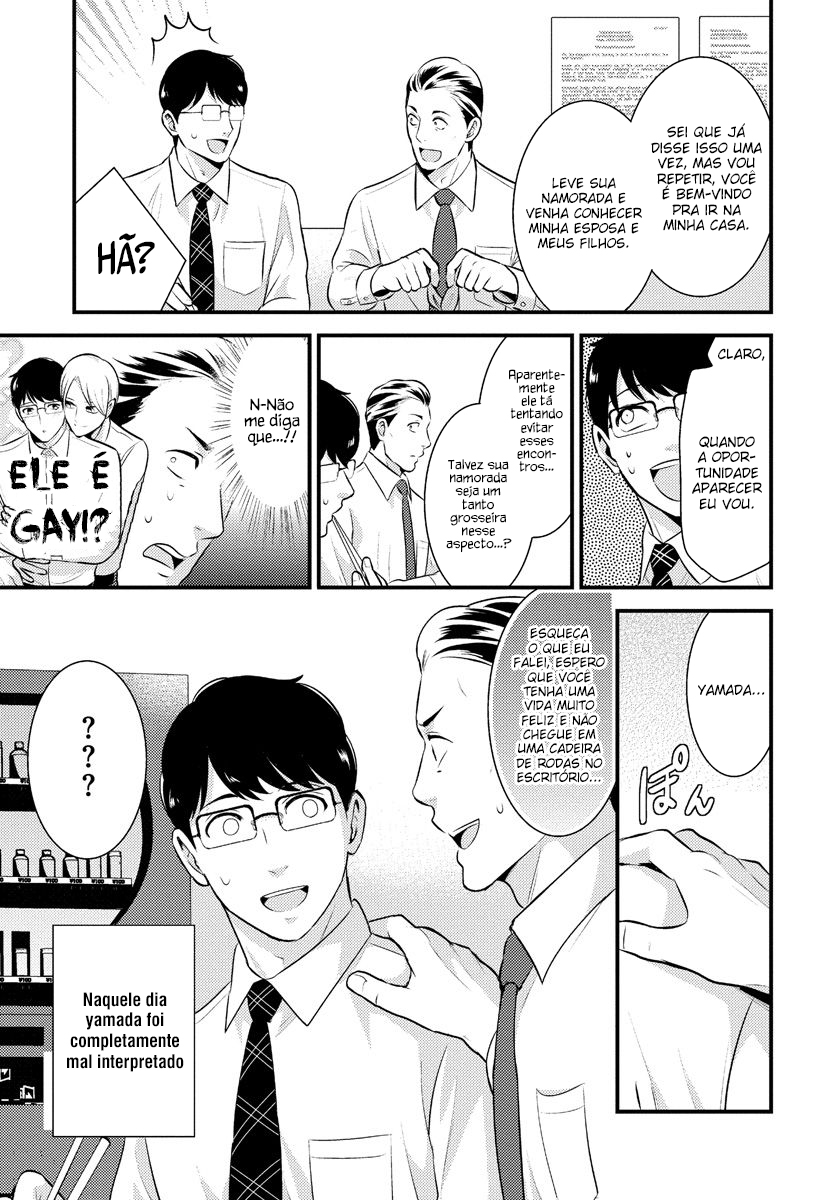 SEI QUE JÁ
DISSE ISSO UMA
VEZ, MAS VOU
REPETIR, VOCÊ
É BEM-VINDO
PRA IR NA
MINHA CASA.
LEVE SUA
NAMORADA E
VENHA CONHECER
MINHA ESPOSA E
MEUS FILHOS.
HÃ?
CLARO,
QUANDO
A OPOR-
TUNIDADE
APARECER
EU VOU.
Aparente-
mente
ele tá
tentando
evitar
esses
encon-
tros...
Talvez sua
namorada
seja um
tanto
grosseira
nesse
aspecto...?
N-Não
me diga
que...!!
ELE É
GAY!?
YAMADA...
ぽん
ESQUEÇA
O QUE EU
FALEI, ESPERO
QUE VOCÊ
TENHA UMA
VIDA MUITO
FELIZ E NÃO
CHEGUE EM
UMA CADEIRA
DE RODAS NO
ESCRITÓRIO...
???
Naquele dia
yamada foi
completamente
mal interpretado